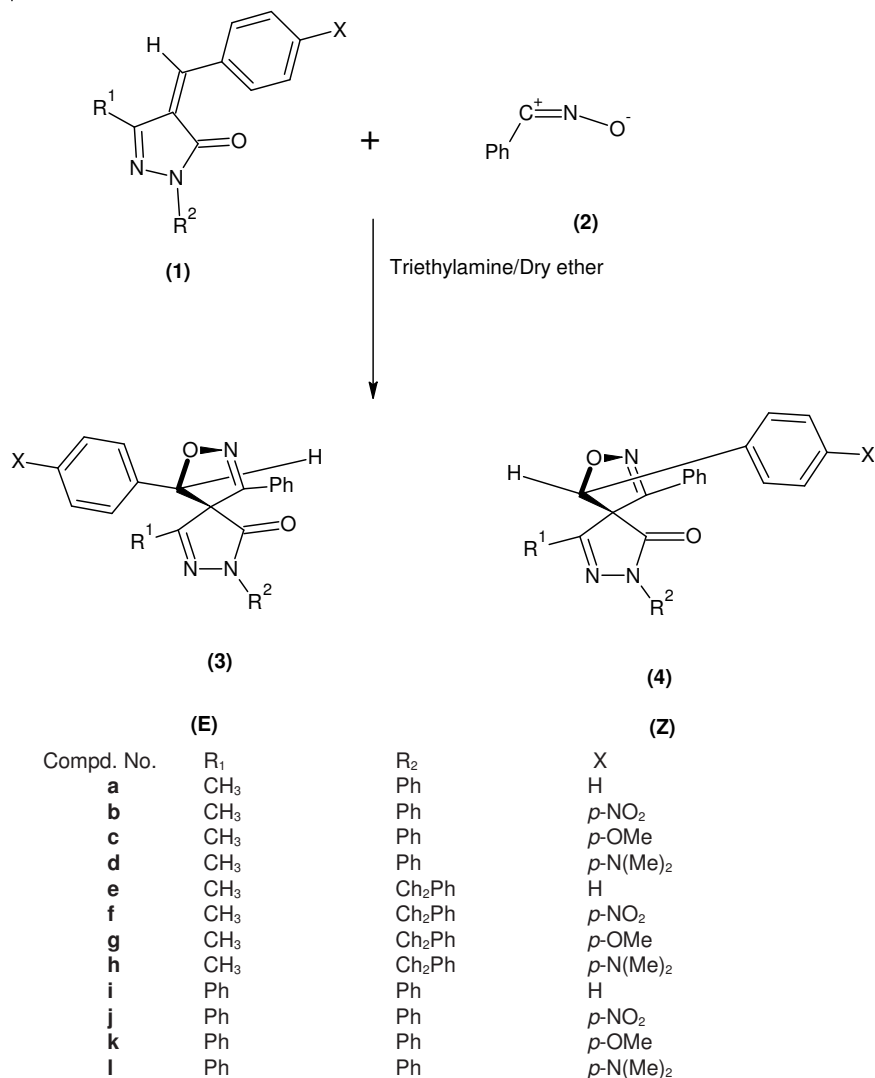 H
X
R¹
O
N
N
R²
(1)
+
C⁺
N
O⁻
Ph
(2)
Triethylamine/Dry ether
X
O
N
H
Ph
R¹
O
N
N
R²
(3)
(E)
H
O
N
Ph
X
R¹
O
N
N
R²
(4)
(Z)
Compd. No. R₁ R₂ X
a CH₃ Ph H
b CH₃ Ph p-NO₂
c CH₃ Ph p-OMe
d CH₃ Ph p-N(Me)₂
e CH₃ Ch₂Ph H
f CH₃ Ch₂Ph p-NO₂
g CH₃ Ch₂Ph p-OMe
h CH₃ Ch₂Ph p-N(Me)₂
i Ph Ph H
j Ph Ph p-NO₂
k Ph Ph p-OMe
l Ph Ph p-N(Me)₂